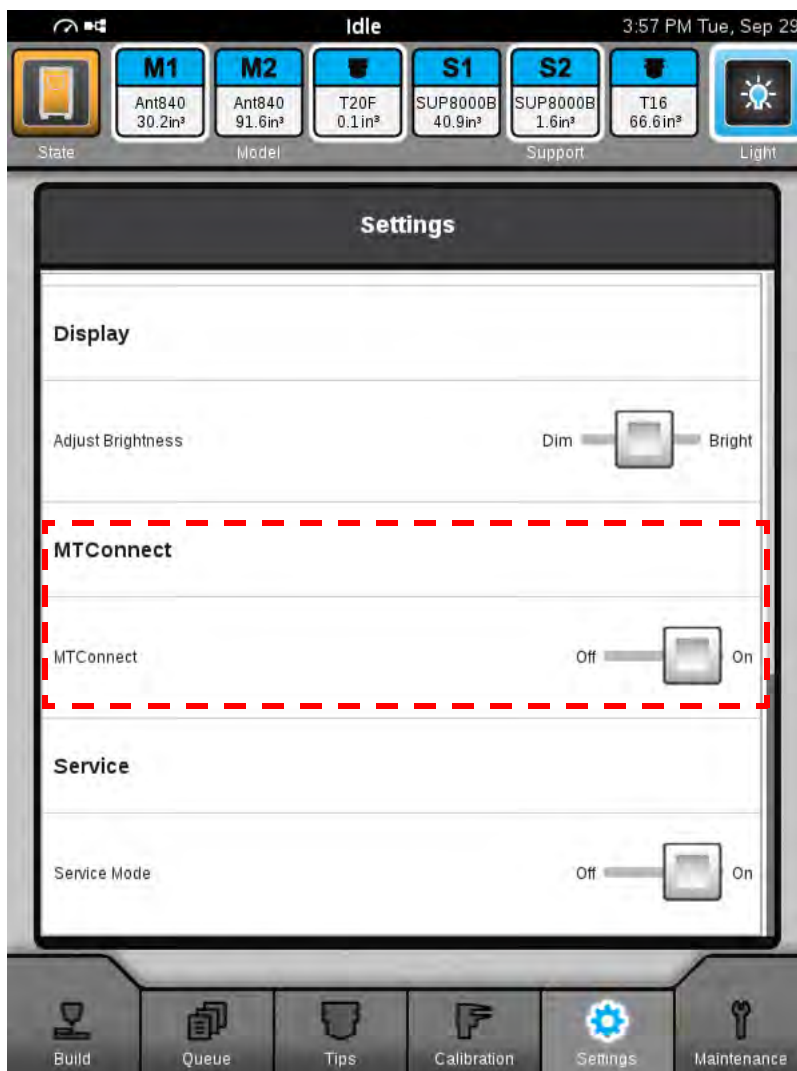 Idle
3:57 PM Tue, Sep 29
M1 M2 S1 S2
Ant840 Ant840 T20F SUP8000B SUP8000B T16
30.2in³ 91.6in³ 0.1in³ 40.9in³ 1.6in³ 66.6in³
State Model Support Light
Settings
Display
Adjust Brightness Dim Bright
MTConnect
MTConnect Off On
Service
Service Mode Off On
Build Queue Tips Calibration Settings Maintenance